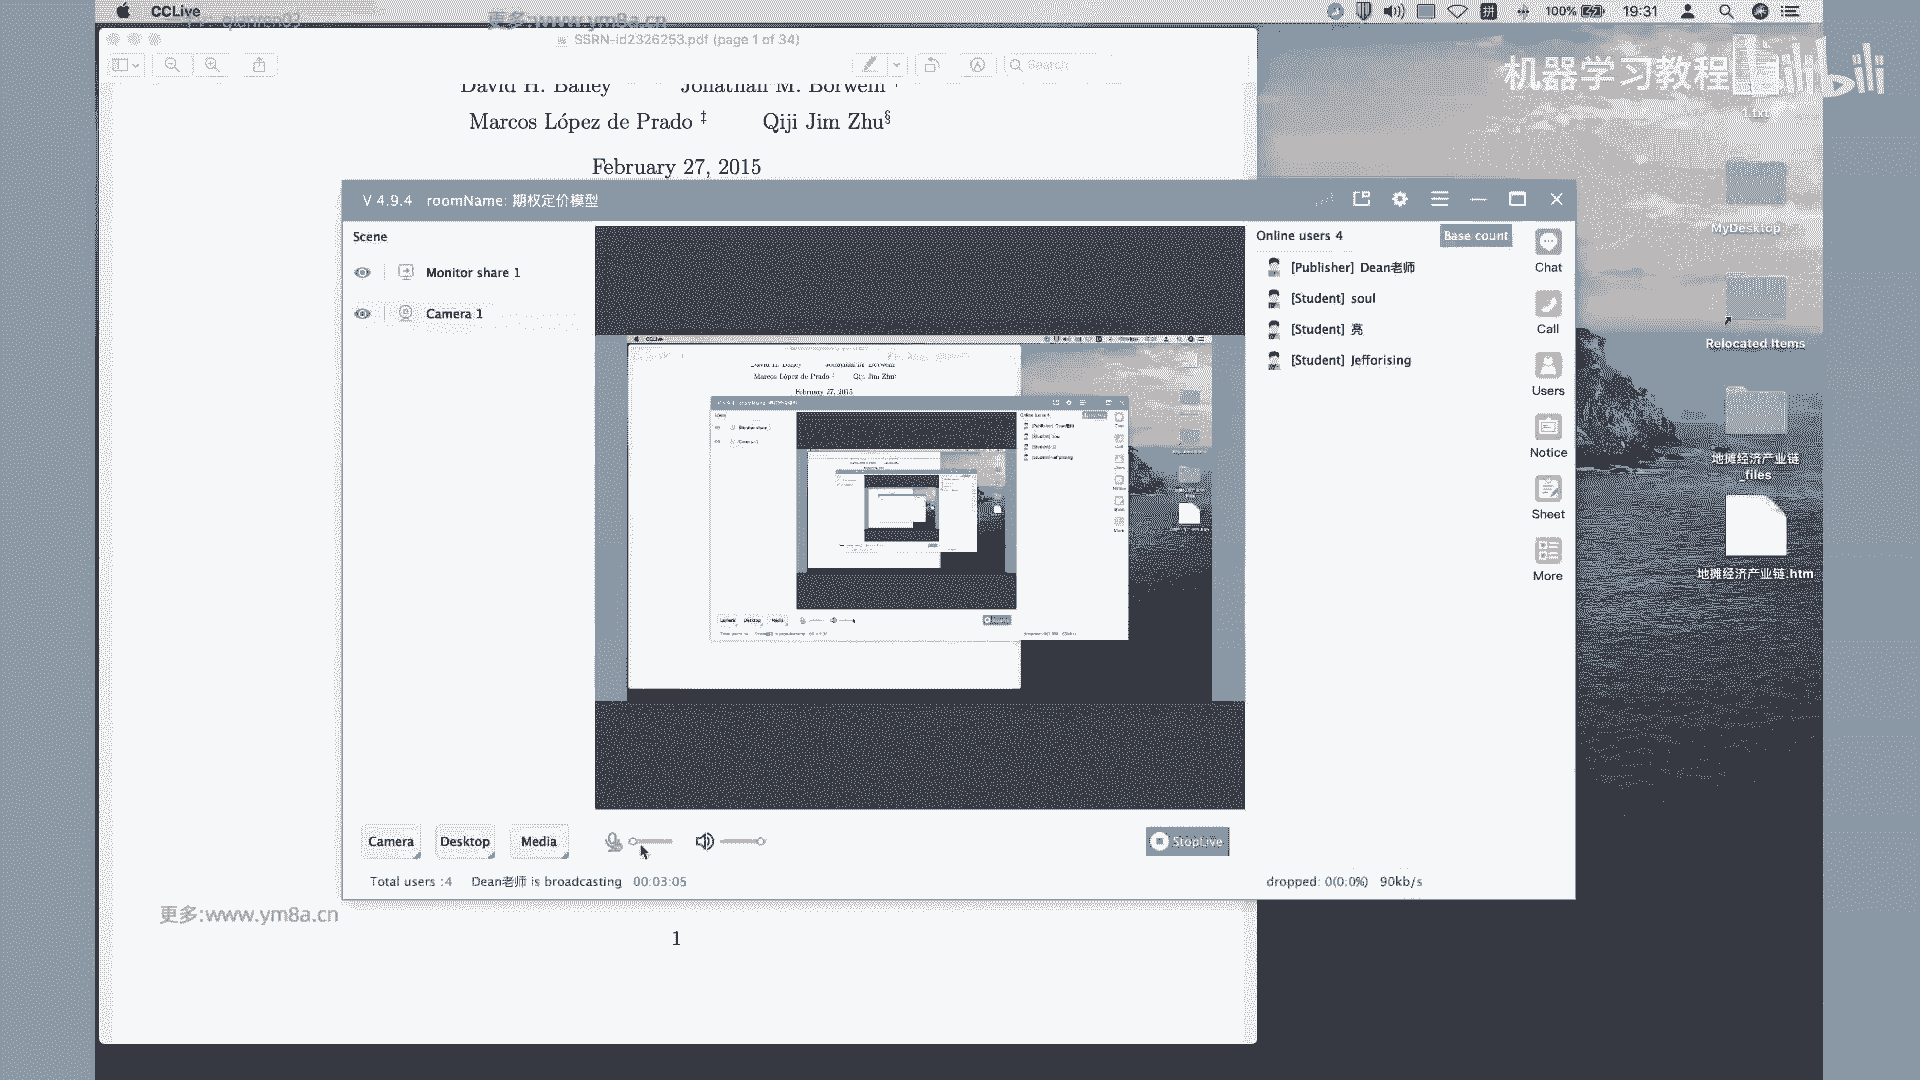 CCLive
100%
19:31
更多:www.ym8a.cn
SSRN-id2326253.pdf (page 1 of 34)
Search
机器学习教程
bilibili
David H. Bailey Jonathan M. Borwein
Marcos López de Prado ‡ Qiji Jim Zhu§
February 27, 2015
1.txt
MyDesktop
Relocated Items
地摊经济产业链
_files
地摊经济产业链.htm
V 4.9.4 roomName: 期权定价模型
Scene
Monitor share 1
Camera 1
Online users 4
Base count
[Publisher] Dean老师
[Student] soul
[Student] 亮
[Student] Jefforising
Chat
Call
Users
Notice
Sheet
More
Camera
Desktop
Media
StopLive
Total users :4 Dean老师 is broadcasting 00:03:05
dropped: 0(0.0%) 90kb/s
更多:www.ym8a.cn
1